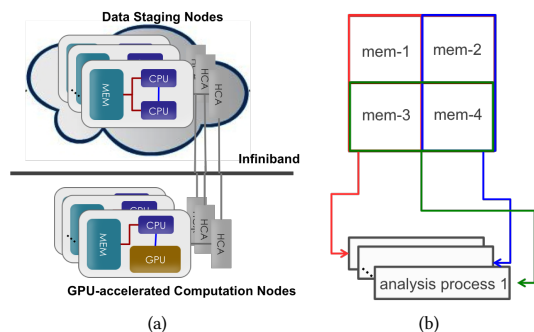 Data Staging Nodes
MEM
CPU
CPU
HCA
HCA
Infiniband
MEM
CPU
GPU
HCA
GPU-accelerated Computation Nodes
(a)
mem-1
mem-2
mem-3
mem-4
analysis process 1
(b)